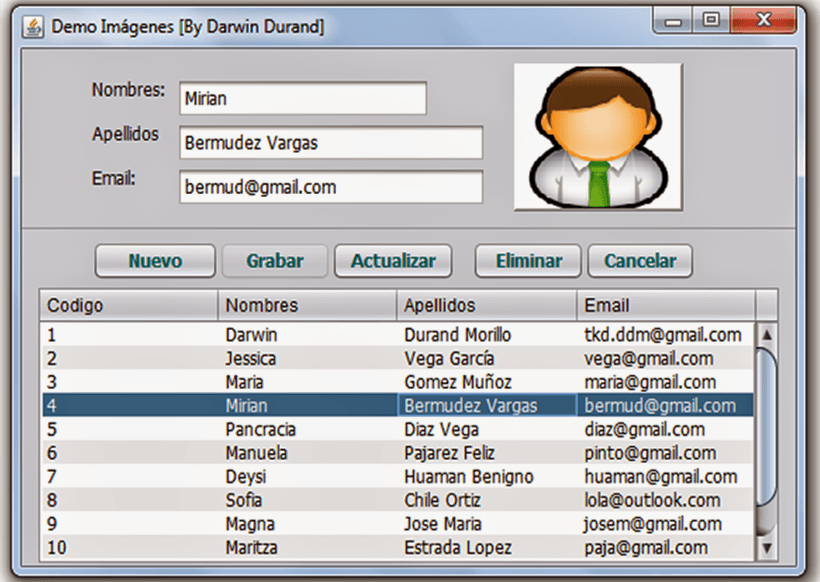 Demo Imágenes [By Darwin Durand]
Nombres: Mirian
Apellidos Bermudez Vargas
Email: bermud@gmail.com
Nuevo Grabar Actualizar Eliminar Cancelar
Codigo Nombres Apellidos Email
1 Darwin Durand Morillo tkd.ddm@gmail.com
2 Jessica Vega García vega@gmail.com
3 Maria Gomez Muñoz maria@gmail.com
4 Mirian Bermudez Vargas bermud@gmail.com
5 Pancracia Diaz Vega diaz@gmail.com
6 Manuela Pajarez Feliz pinto@gmail.com
7 Deysi Huaman Benigno huaman@gmail.com
8 Sofia Chile Ortiz lola@outlook.com
9 Magna Jose Maria josem@gmail.com
10 Maritza Estrada Lopez paja@gmail.com